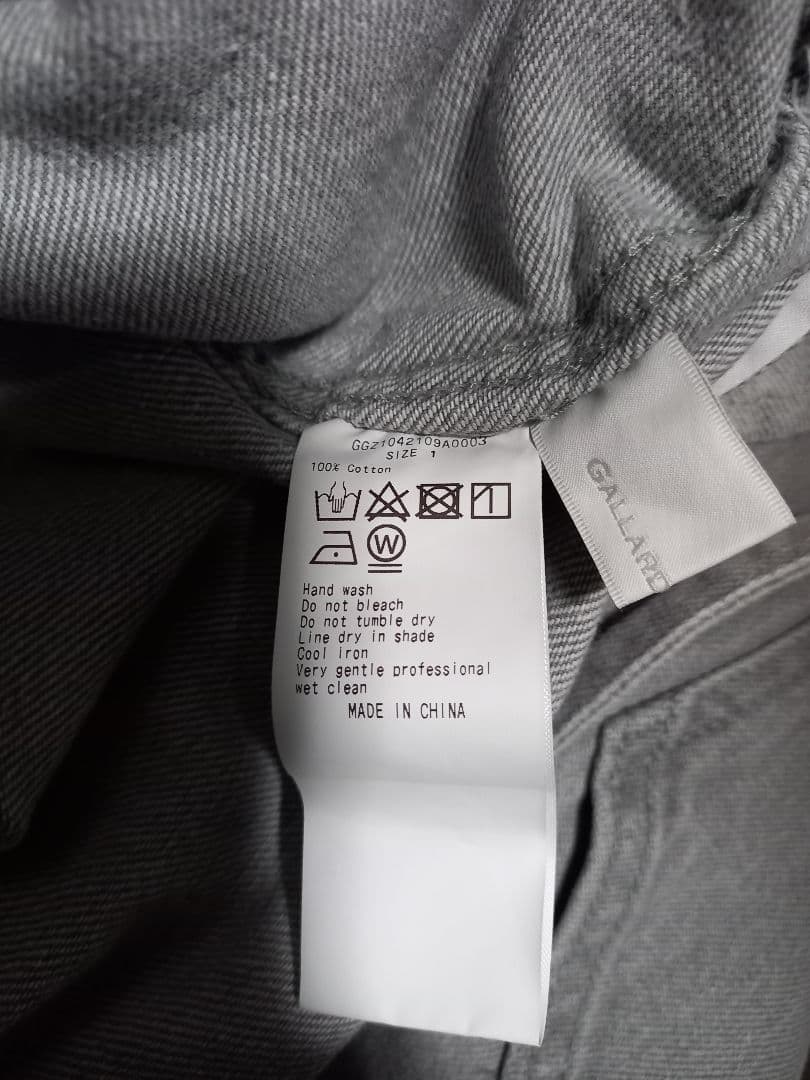 GGZ1042109A0003
SIZE 1
100% Cotton
W
Hand wash
Do not bleach
Do not tumble dry
Line dry in shade
Cool iron
Very gentle professional
wet clean
MADE IN CHINA
GALLARD